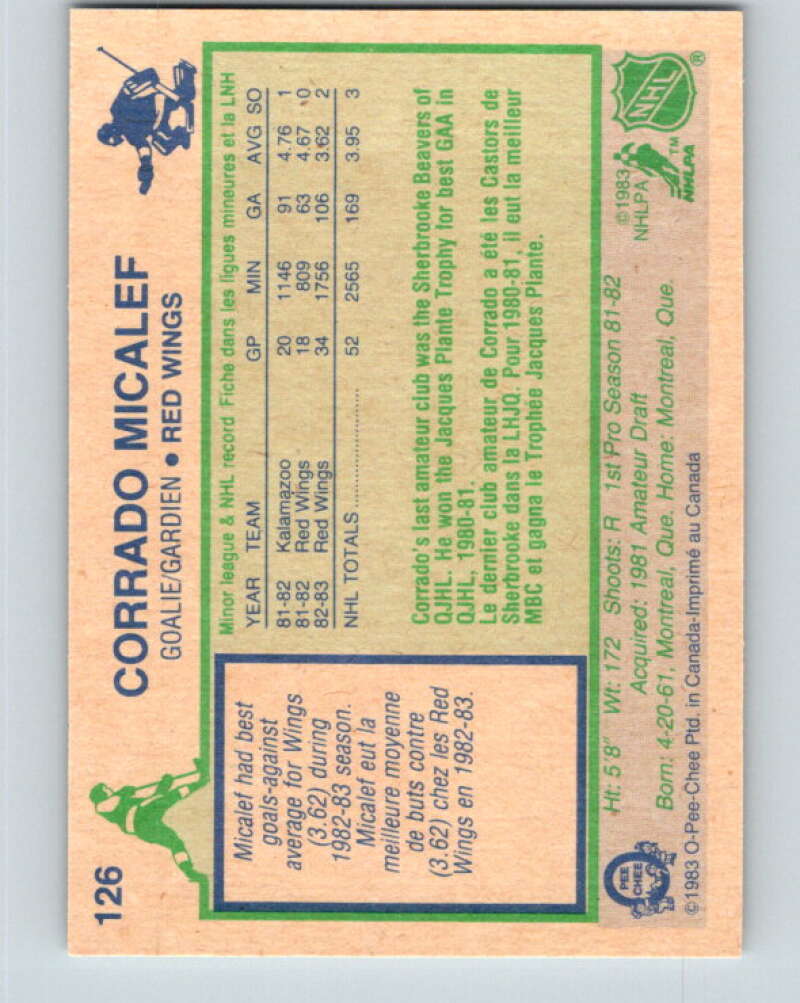 126
CORRADO MICALEF
GOALIE/GARDIEN • RED WINGS
Micalef had best
goals-against
average for Wings
(3.62) during
1982-83 season.
Micalef eut la
meilleure moyenne
de buts contre
(3.62) chez les Red
Wings en 1982-83.
Minor league & NHL record Fiche dans les ligues mineures et la LNH
YEAR TEAM GP MIN GA AVG SO
81-82 Kalamazoo 20 1146 91 4.76 1
81-82 Red Wings 18 809 63 4.67 0
82-83 Red Wings 34 1756 106 3.62 2
NHL TOTALS .................... 52 2565 169 3.95 3
Corrado's last amateur club was the Sherbrooke Beavers of
QJHL. He won the Jacques Plante Trophy for best GAA in
QJHL, 1980-81.
Le dernier club amateur de Corrado a été les Castors de
Sherbrooke dans la LHJQ. Pour 1980-81, il eut la meilleur
MBC et gagna le Trophée Jacques Plante.
Ht: 5'8" Wt: 172 Shoots: R 1st Pro Season 81-82
Acquired: 1981 Amateur Draft
Born: 4-20-61, Montreal, Que. Home: Montreal, Que.
©1983 O-Pee-Chee Ptd. in Canada-Imprimé au Canada
O
PEE
CHEE
©1983
NHLPA
NHL
®
NHLPA
TM